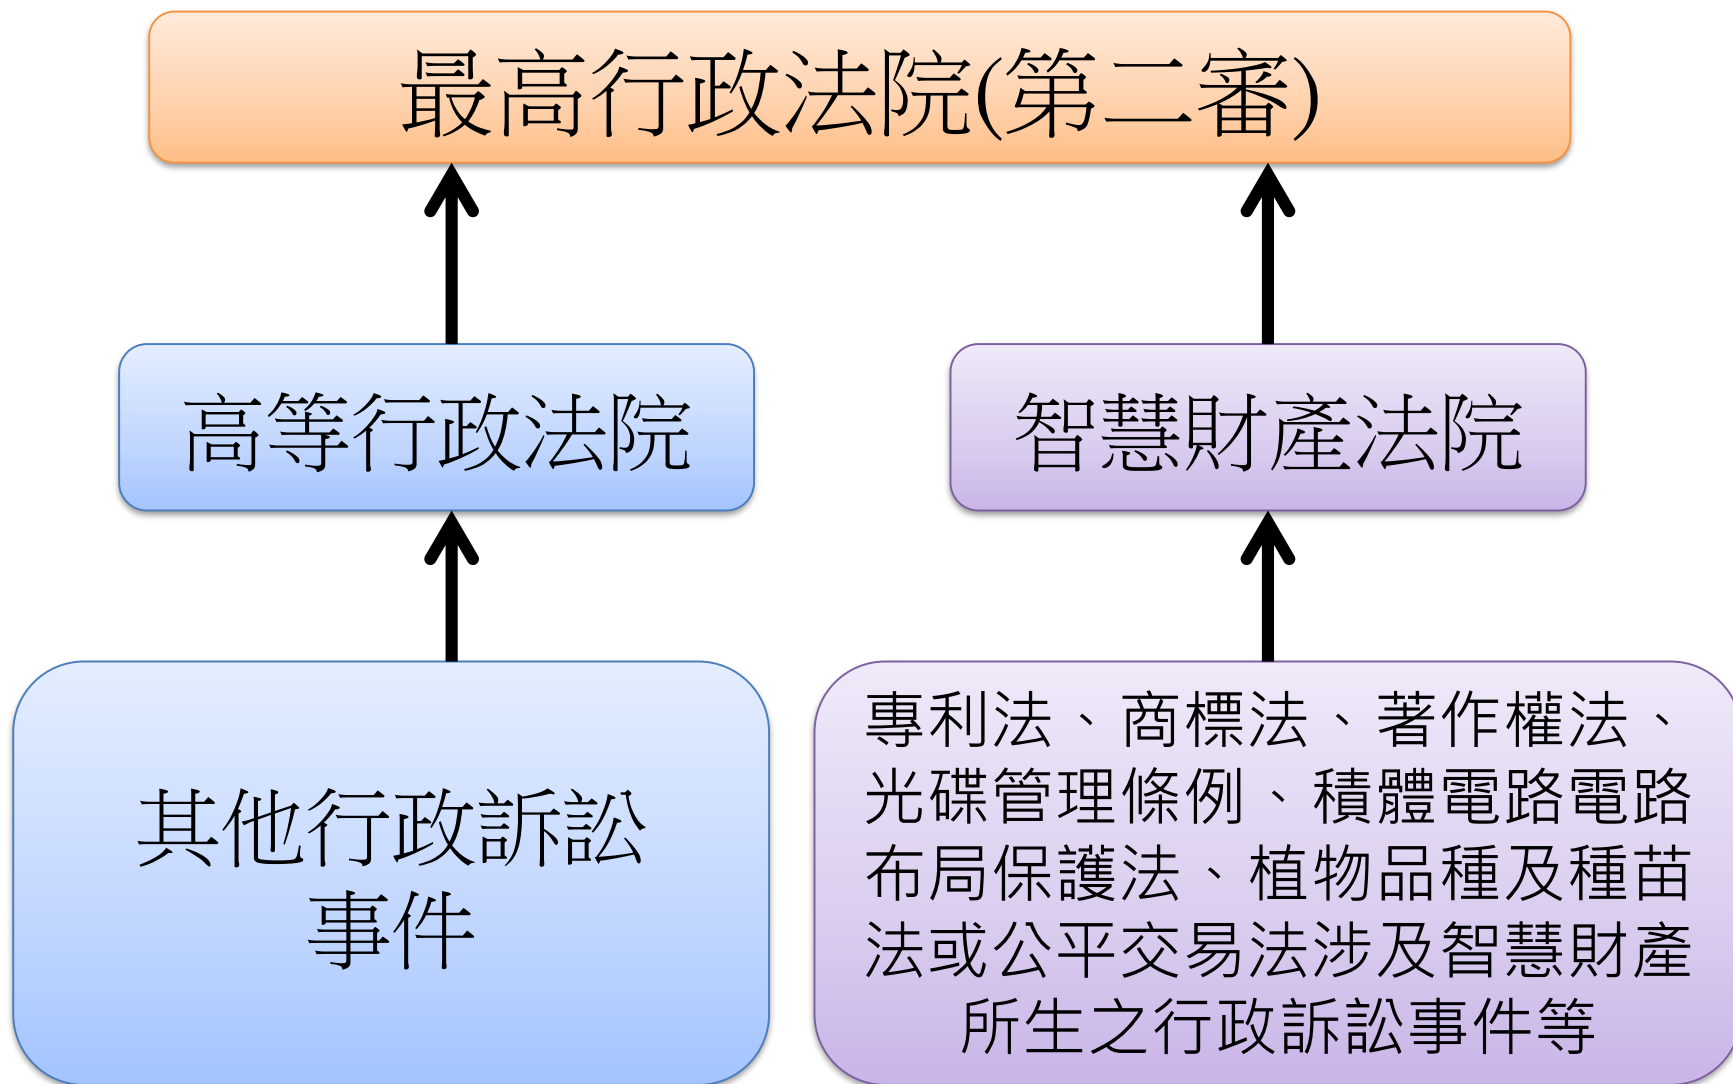 最高行政法院(第二審)
高等行政法院
智慧財產法院
其他行政訴訟
事件
專利法、商標法、著作權法、
光碟管理條例、積體電路電路
布局保護法、植物品種及種苗
法或公平交易法涉及智慧財產
所生之行政訴訟事件等